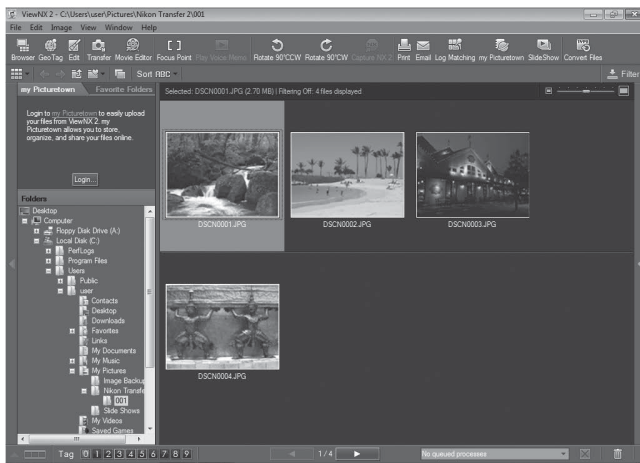 ViewNX 2 - C:\Users\user\Pictures\Nikon Transfer 2\001
File Edit Image View Window Help
Browser GeoTag Edit Transfer Movie Editor Focus Point Play Voice Memo Rotate 90°CCW Rotate 90°CW Capture NX 2 Print Email Log Matching my Picturetown SlideShow Convert Files
Sort ABC Filter
my Picturetown Favorite Folders
Selected: DSCN0001.JPG (2.70 MB) | Filtering Off: 4 files displayed
Login to my Picturetown to easily upload
your files from ViewNX 2. my
Picturetown allows you to store,
organize, and share your files online.
Login...
Folders
Desktop
Computer
Floppy Disk Drive (A:)
Local Disk (C:)
PerfLogs
Program Files
Users
Public
user
Contacts
Desktop
Downloads
Favorites
Links
My Documents
My Music
My Pictures
Image Backup
Nikon Transfe
001
Slide Shows
My Videos
Saved Games
DSCN0001.JPG
DSCN0002.JPG
DSCN0003.JPG
DSCN0004.JPG
Tag 0 1 2 3 4 5 6 7 8 9
1/4
No queued processes